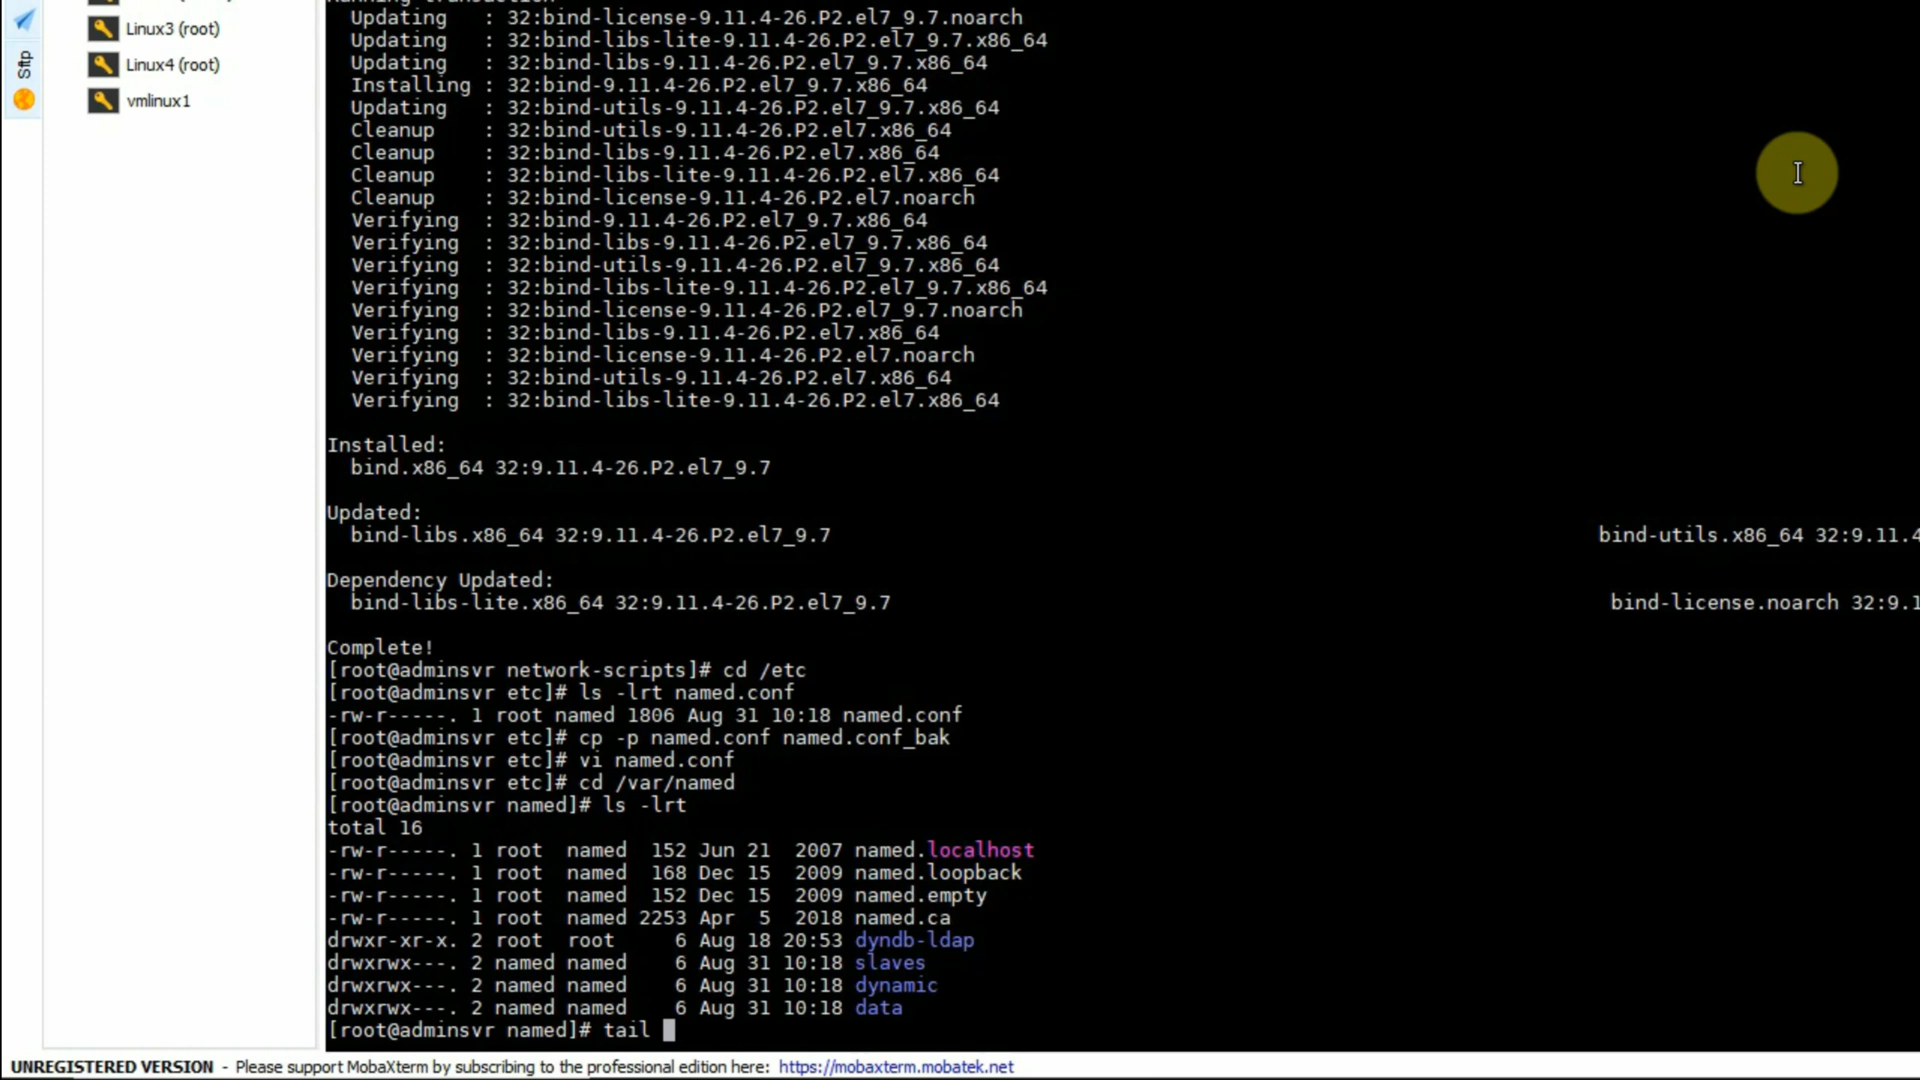 Linux3 (root)
Linux4 (root)
vmlinux1
Sftp
Updating : 32:bind-license-9.11.4-26.P2.el7_9.7.noarch
Updating : 32:bind-libs-lite-9.11.4-26.P2.el7_9.7.x86_64
Updating : 32:bind-libs-9.11.4-26.P2.el7_9.7.x86_64
Installing : 32:bind-9.11.4-26.P2.el7_9.7.x86_64
Updating : 32:bind-utils-9.11.4-26.P2.el7_9.7.x86_64
Cleanup : 32:bind-utils-9.11.4-26.P2.el7.x86_64
Cleanup : 32:bind-libs-9.11.4-26.P2.el7.x86_64
Cleanup : 32:bind-libs-lite-9.11.4-26.P2.el7.x86_64
Cleanup : 32:bind-license-9.11.4-26.P2.el7.noarch
Verifying : 32:bind-9.11.4-26.P2.el7_9.7.x86_64
Verifying : 32:bind-libs-9.11.4-26.P2.el7_9.7.x86_64
Verifying : 32:bind-utils-9.11.4-26.P2.el7_9.7.x86_64
Verifying : 32:bind-libs-lite-9.11.4-26.P2.el7_9.7.x86_64
Verifying : 32:bind-license-9.11.4-26.P2.el7_9.7.noarch
Verifying : 32:bind-libs-9.11.4-26.P2.el7.x86_64
Verifying : 32:bind-license-9.11.4-26.P2.el7.noarch
Verifying : 32:bind-utils-9.11.4-26.P2.el7.x86_64
Verifying : 32:bind-libs-lite-9.11.4-26.P2.el7.x86_64
Installed:
bind.x86_64 32:9.11.4-26.P2.el7_9.7
Updated:
bind-libs.x86_64 32:9.11.4-26.P2.el7_9.7 bind-utils.x86_64 32:9.11.4
Dependency Updated:
bind-libs-lite.x86_64 32:9.11.4-26.P2.el7_9.7 bind-license.noarch 32:9.1
Complete!
[root@adminsvr network-scripts]# cd /etc
[root@adminsvr etc]# ls -lrt named.conf
-rw-r-----. 1 root named 1806 Aug 31 10:18 named.conf
[root@adminsvr etc]# cp -p named.conf named.conf_bak
[root@adminsvr etc]# vi named.conf
[root@adminsvr etc]# cd /var/named
[root@adminsvr named]# ls -lrt
total 16
-rw-r-----. 1 root named 152 Jun 21 2007 named.localhost
-rw-r-----. 1 root named 168 Dec 15 2009 named.loopback
-rw-r-----. 1 root named 152 Dec 15 2009 named.empty
-rw-r-----. 1 root named 2253 Apr 5 2018 named.ca
drwxr-xr-x. 2 root root 6 Aug 18 20:53 dyndb-ldap
drwxrwx---. 2 named named 6 Aug 31 10:18 slaves
drwxrwx---. 2 named named 6 Aug 31 10:18 dynamic
drwxrwx---. 2 named named 6 Aug 31 10:18 data
[root@adminsvr named]# tail
UNREGISTERED VERSION - Please support MobaXterm by subscribing to the professional edition here: https://mobaxterm.mobatek.net